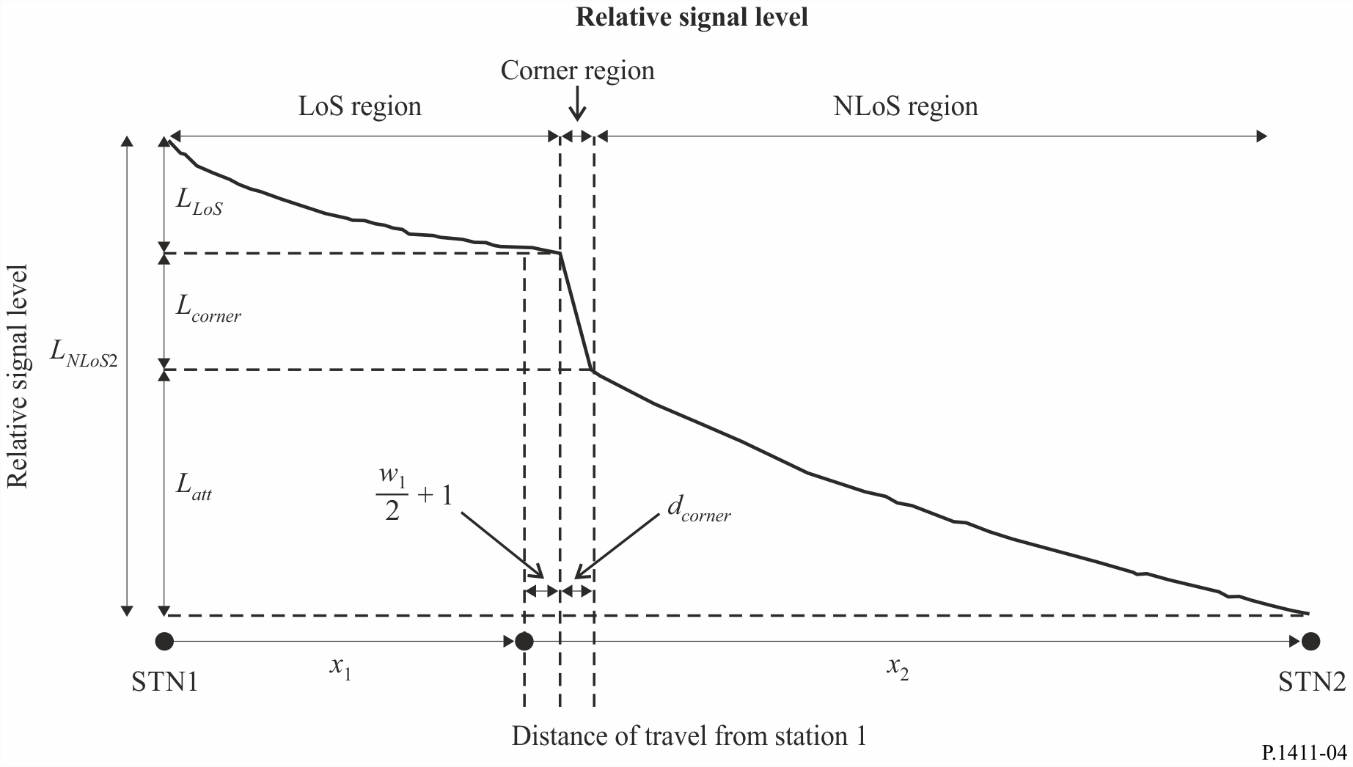 Relative signal level
Corner region
LoS region
NLoS region
L_LoS
L_corner
L_NLoS2
Relative signal level
L_att
w_1/2 + 1
d_corner
x_1
x_2
STN1
STN2
Distance of travel from station 1
P.1411-04